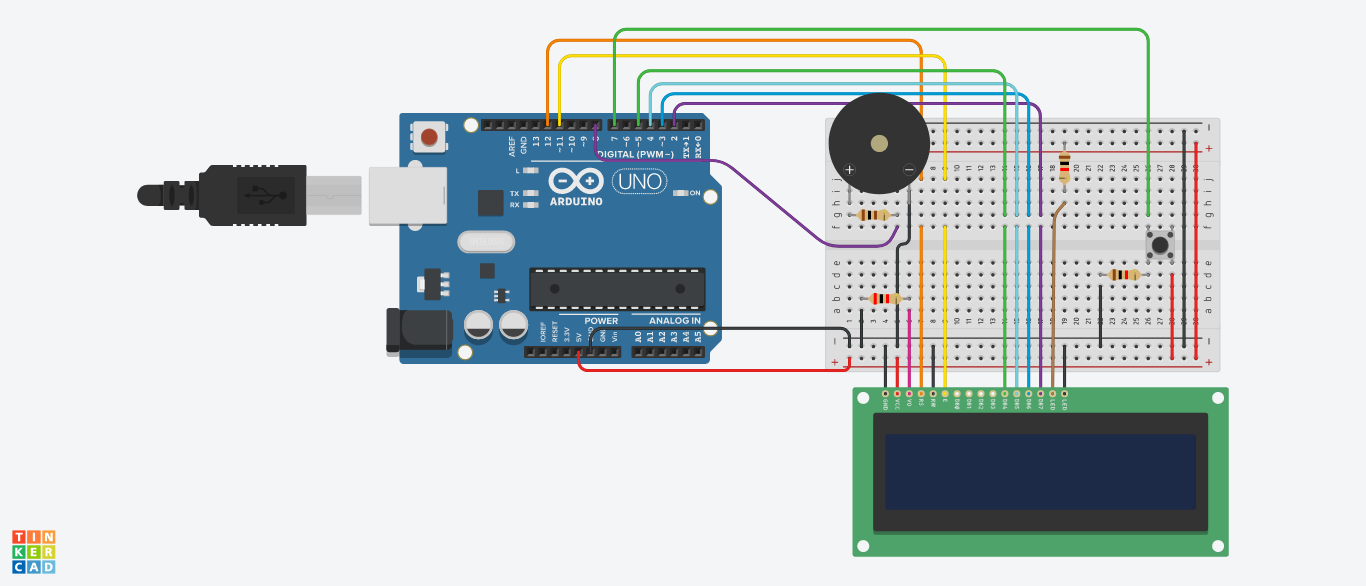 AREF
GND
13
12
~11
~10
~9
8
7
~6
~5
4
~3
2
TX→1
RX←0
DIGITAL (PWM~)
L
TX
RX
UNO
ARDUINO
ON
IOREF
RESET
3.3V
5V
GND
Vin
POWER
ANALOG IN
A0
A1
A2
A3
A4
A5
+ −
− +
j
i
h
g
f
e
d
c
b
a
GND
VCC
V0
RS
RW
E
DB0
DB1
DB2
DB3
DB4
DB5
DB6
DB7
LED
LED
TIN
KER
CAD